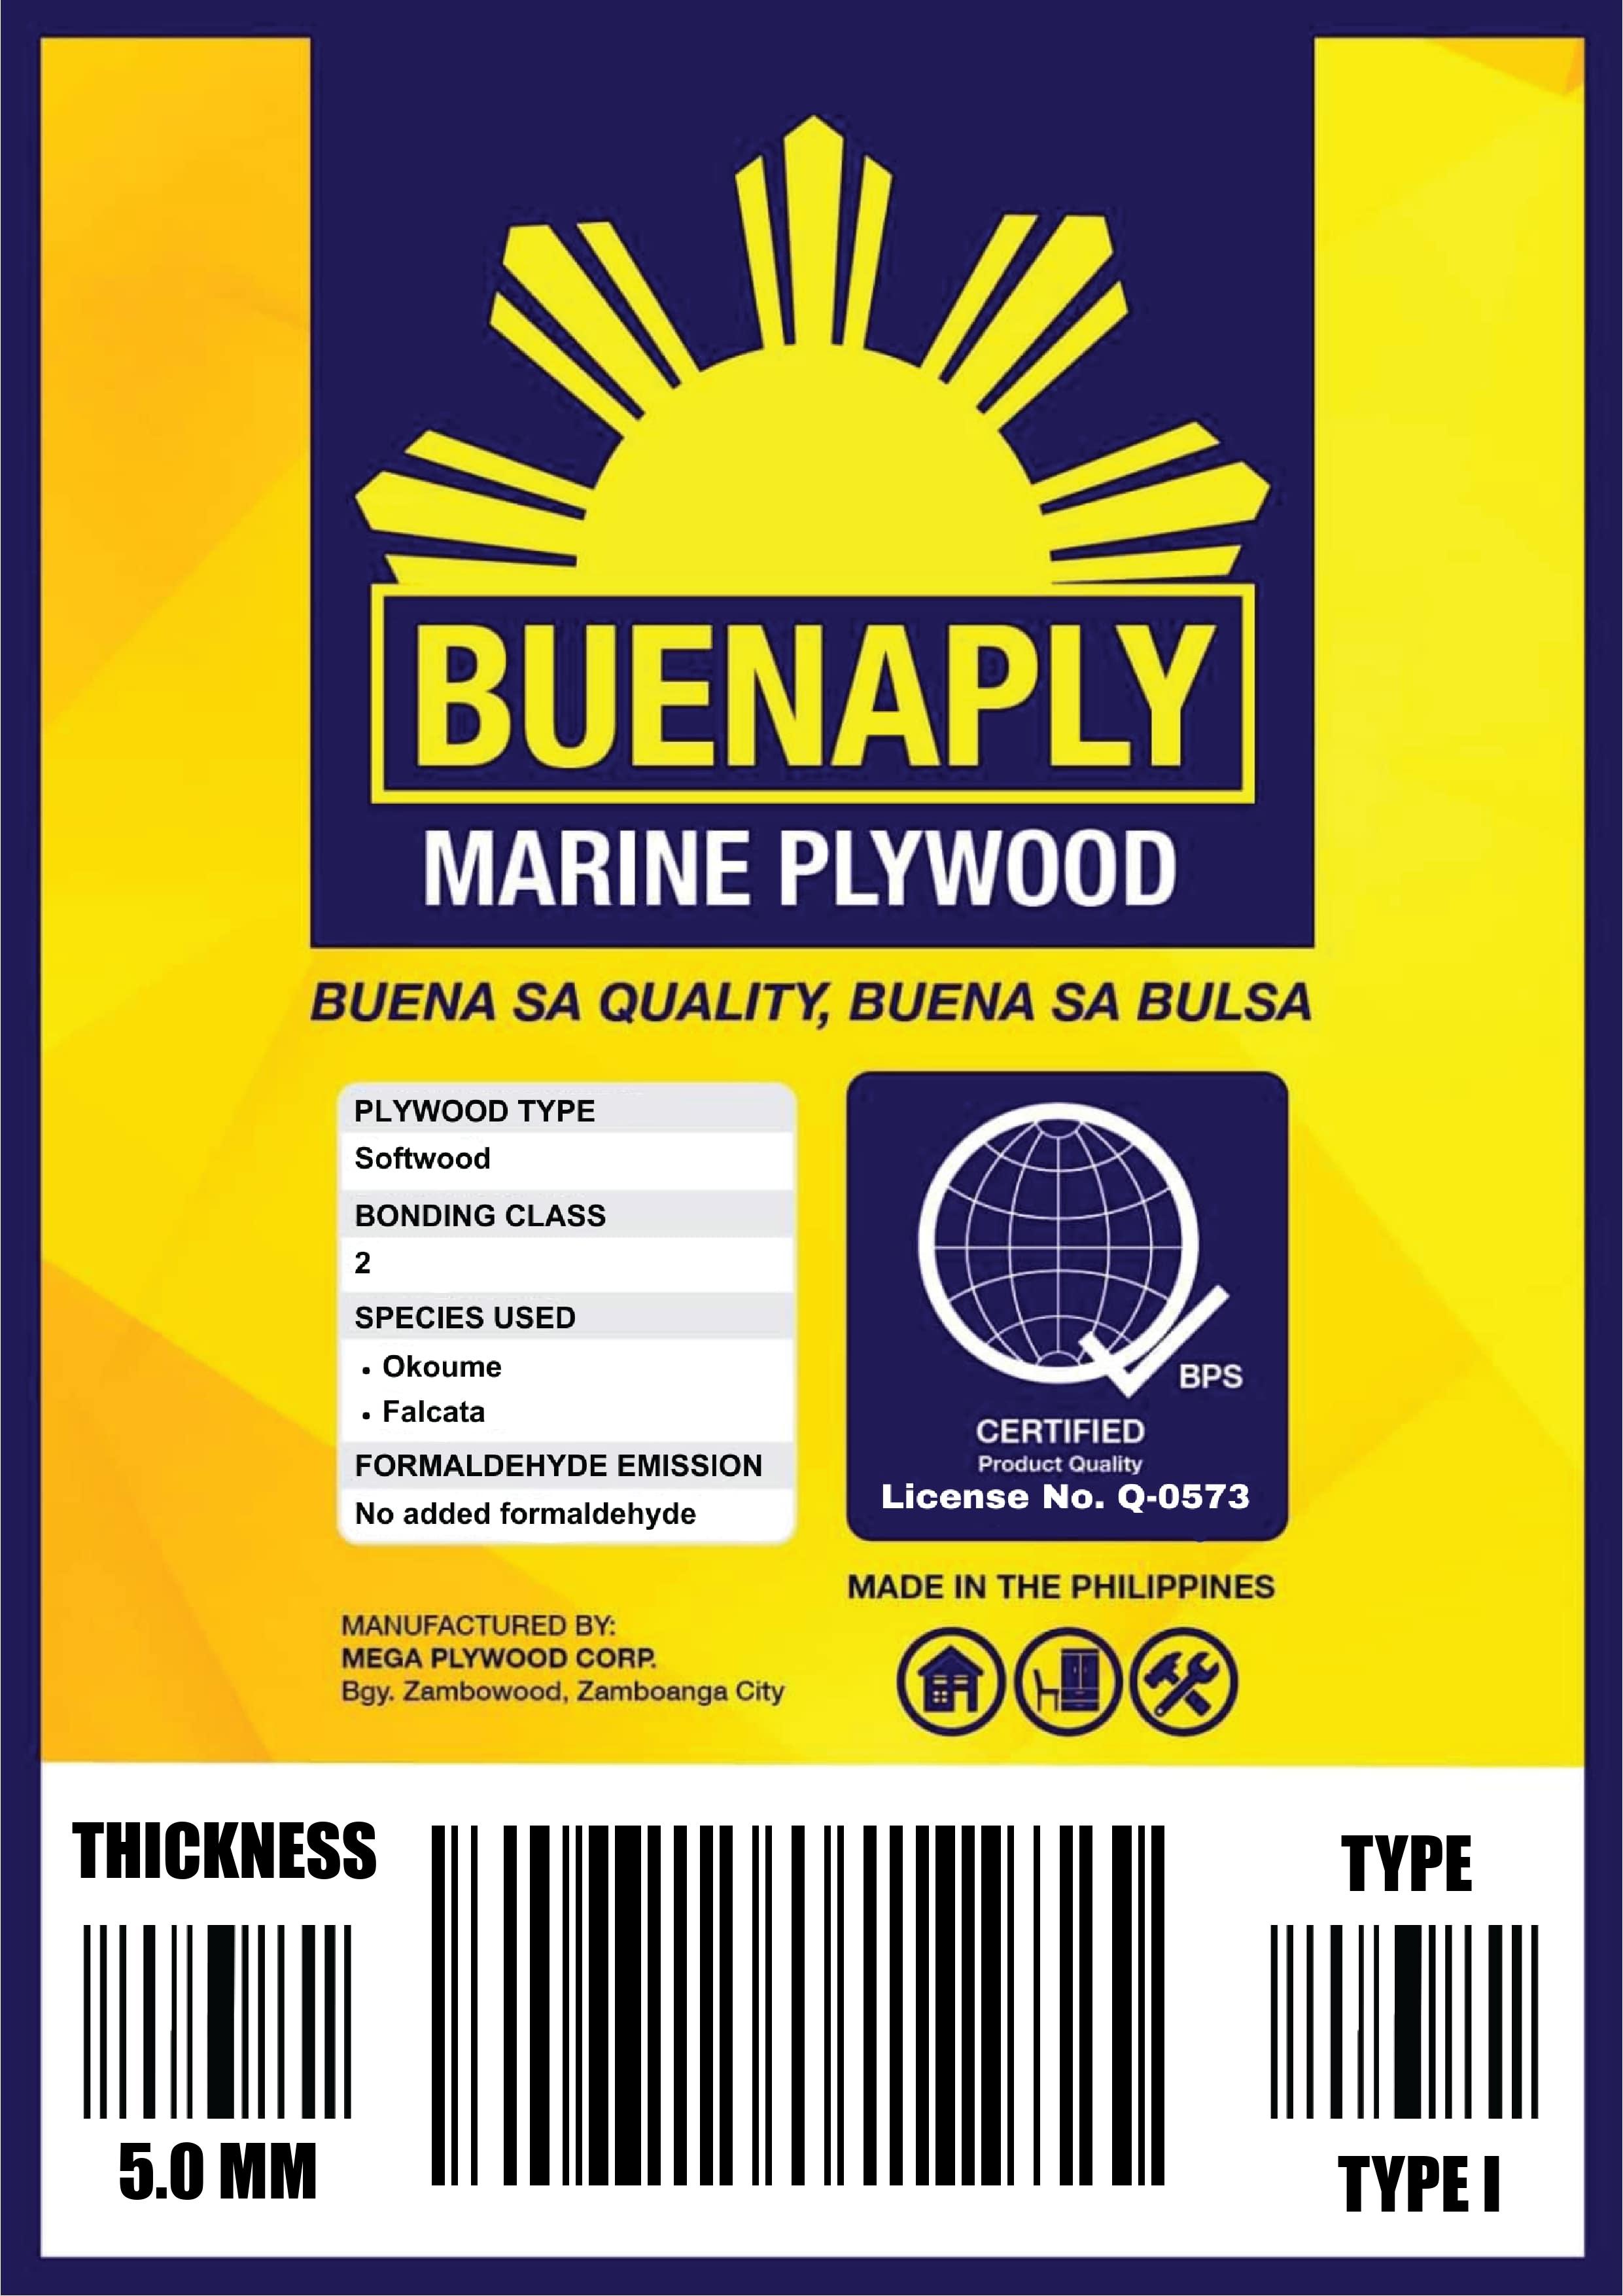 BUENAPLY
MARINE PLYWOOD
BUENA SA QUALITY, BUENA SA BULSA
PLYWOOD TYPE
Softwood
BONDING CLASS
2
SPECIES USED
• Okoume
• Falcata
FORMALDEHYDE EMISSION
No added formaldehyde
BPS
CERTIFIED
Product Quality
License No. Q-0573
MADE IN THE PHILIPPINES
MANUFACTURED BY:
MEGA PLYWOOD CORP.
Bgy. Zambowood, Zamboanga City
THICKNESS
5.0 MM
TYPE
TYPE I